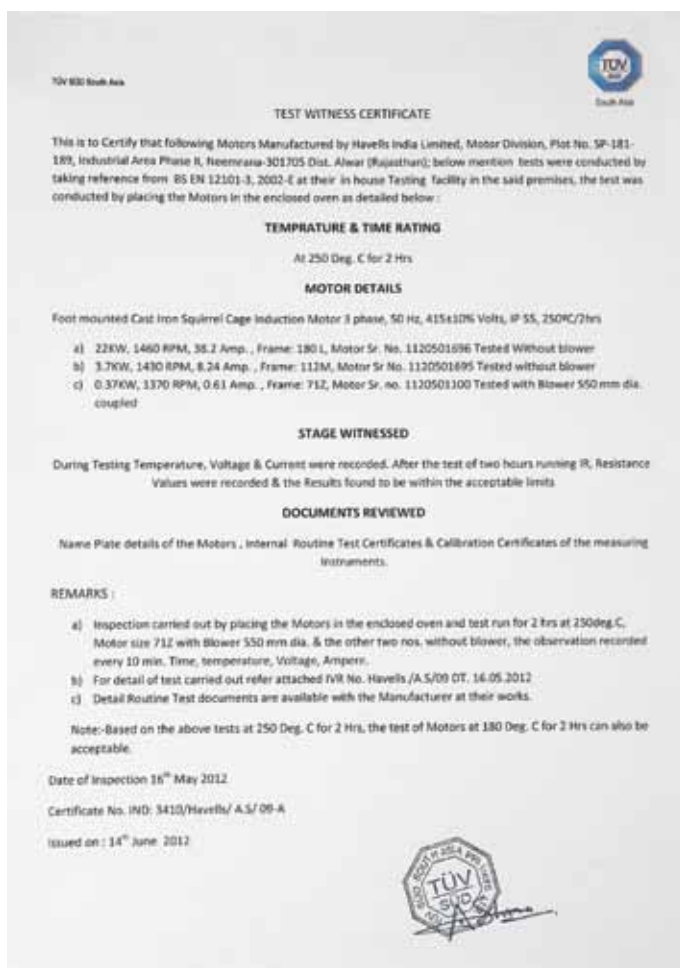 TÜV SÜD South Asia
TÜV
SÜD
South Asia
TEST WITNESS CERTIFICATE
This is to Certify that following Motors Manufactured by Havells India Limited, Motor Division, Plot No. SP-181-
189, Industrial Area Phase II, Neemrana-301705 Dist. Alwar (Rajasthan); below mention tests were conducted by
taking reference from BS EN 12101-3, 2002-E at their in house Testing facility in the said premises, the test was
conducted by placing the Motors in the enclosed oven as detailed below :
TEMPRATURE & TIME RATING
At 250 Deg. C for 2 Hrs
MOTOR DETAILS
Foot mounted Cast Iron Squirrel Cage Induction Motor 3 phase, 50 Hz, 415±10% Volts, IP 55, 250ºC/2hrs
a) 22KW, 1460 RPM, 38.2 Amp. , Frame: 180 L, Motor Sr. No. 1120501696 Tested Without blower
b) 3.7KW, 1430 RPM, 8.24 Amp. , Frame: 112M, Motor Sr No. 1120501695 Tested without blower
c) 0.37KW, 1370 RPM, 0.61 Amp. , Frame: 71Z, Motor Sr. no. 1120501100 Tested with Blower 550 mm dia.
coupled
STAGE WITNESSED
During Testing Temperature, Voltage & Current were recorded. After the test of two hours running IR, Resistance
Values were recorded & the Results found to be within the acceptable limits
DOCUMENTS REVIEWED
Name Plate details of the Motors , Internal Routine Test Certificates & Calibration Certificates of the measuring
Instruments.
REMARKS :
a) Inspection carried out by placing the Motors in the enclosed oven and test run for 2 hrs at 250deg.C,
Motor size 71Z with Blower 550 mm dia. & the other two nos. without blower, the observation recorded
every 10 min. Time, temperature, Voltage, Ampere.
b) For detail of test carried out refer attached IVR No. Havells /A.S/09 DT. 16.05.2012
c) Detail Routine Test documents are available with the Manufacturer at their works.
Note:-Based on the above tests at 250 Deg. C for 2 Hrs, the test of Motors at 180 Deg. C for 2 Hrs can also be
acceptable.
Date of Inspection 16th May 2012
Certificate No. IND: 3410/Havells/ A.S/ 09-A
Issued on : 14th June 2012
TÜV
SÜD